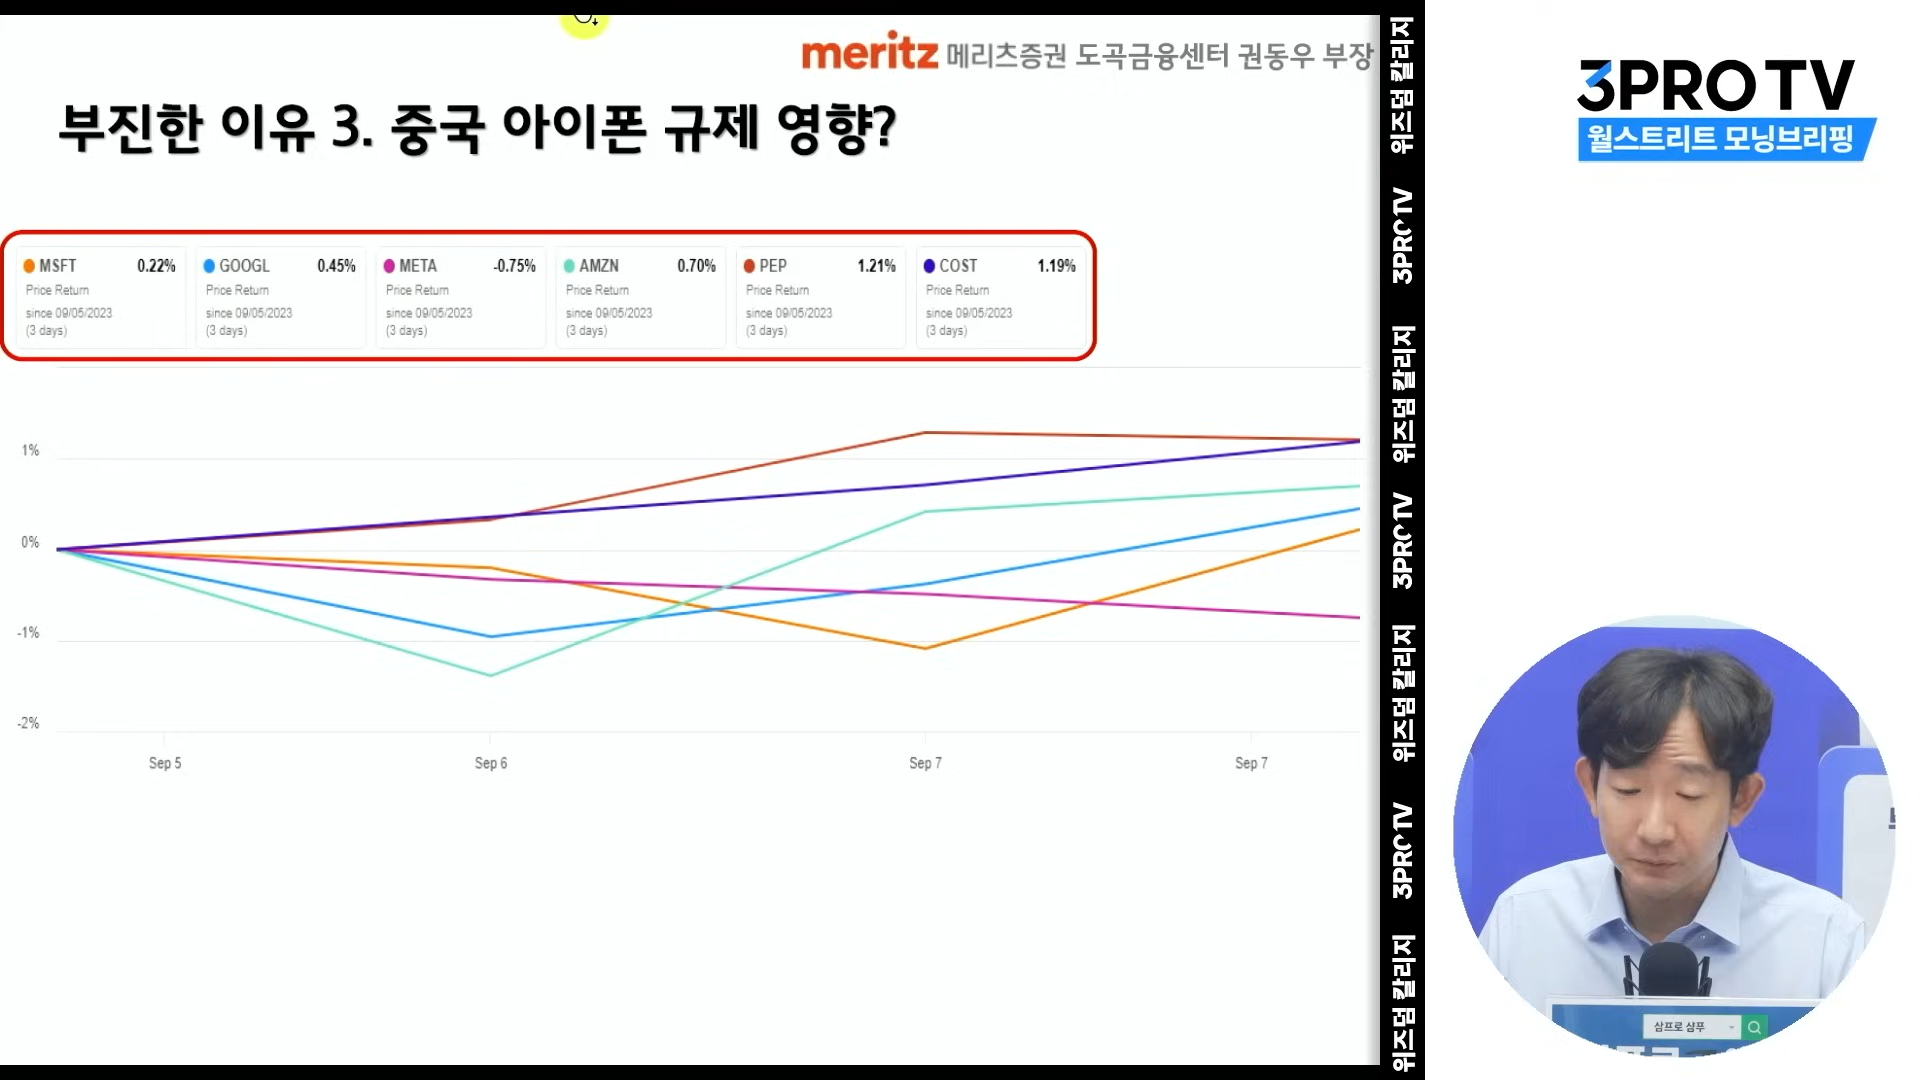 meritz 메리츠증권 도곡금융센터 권동우 부장
부진한 이유 3. 중국 아이폰 규제 영향?
MSFT 0.22%
Price Return
since 09/05/2023
(3 days)
GOOGL 0.45%
Price Return
since 09/05/2023
(3 days)
META -0.75%
Price Return
since 09/05/2023
(3 days)
AMZN 0.70%
Price Return
since 09/05/2023
(3 days)
PEP 1.21%
Price Return
since 09/05/2023
(3 days)
COST 1.19%
Price Return
since 09/05/2023
(3 days)
1%
0%
-1%
-2%
Sep 5 Sep 6 Sep 7 Sep 7
위즈덤 칼리지 3PROTV 위즈덤 칼리지 3PROTV 위즈덤 칼리지 3PROTV 위즈덤 칼리지
3PRO TV
월스트리트 모닝브리핑
삼프로 샴푸